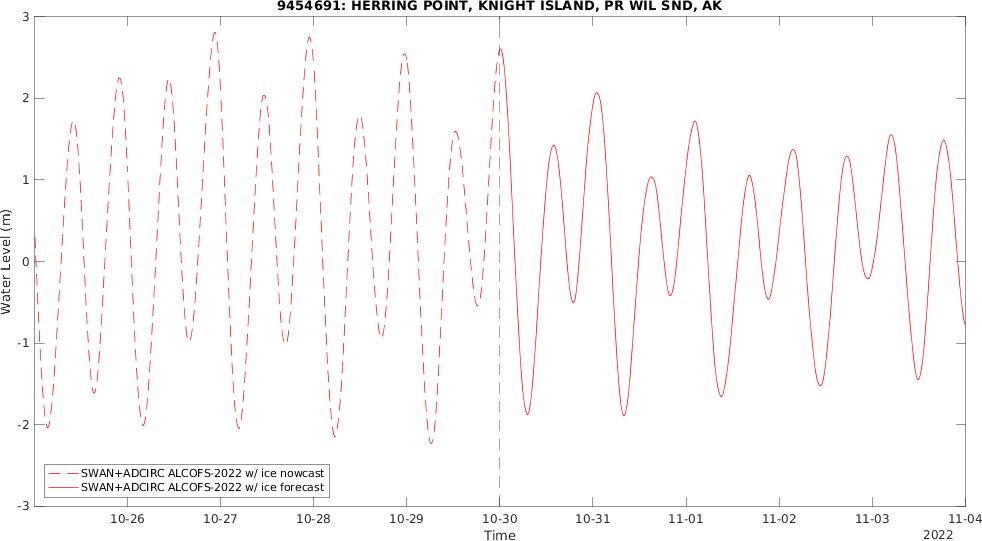 9454691: HERRING POINT, KNIGHT ISLAND, PR WIL SND, AK
3
2
1
0
-1
-2
-3
Water Level (m)
SWAN+ADCIRC ALCOFS-2022 w/ ice nowcast
SWAN+ADCIRC ALCOFS-2022 w/ ice forecast
10-26 10-27 10-28 10-29 10-30 10-31 11-01 11-02 11-03 11-04
Time
2022